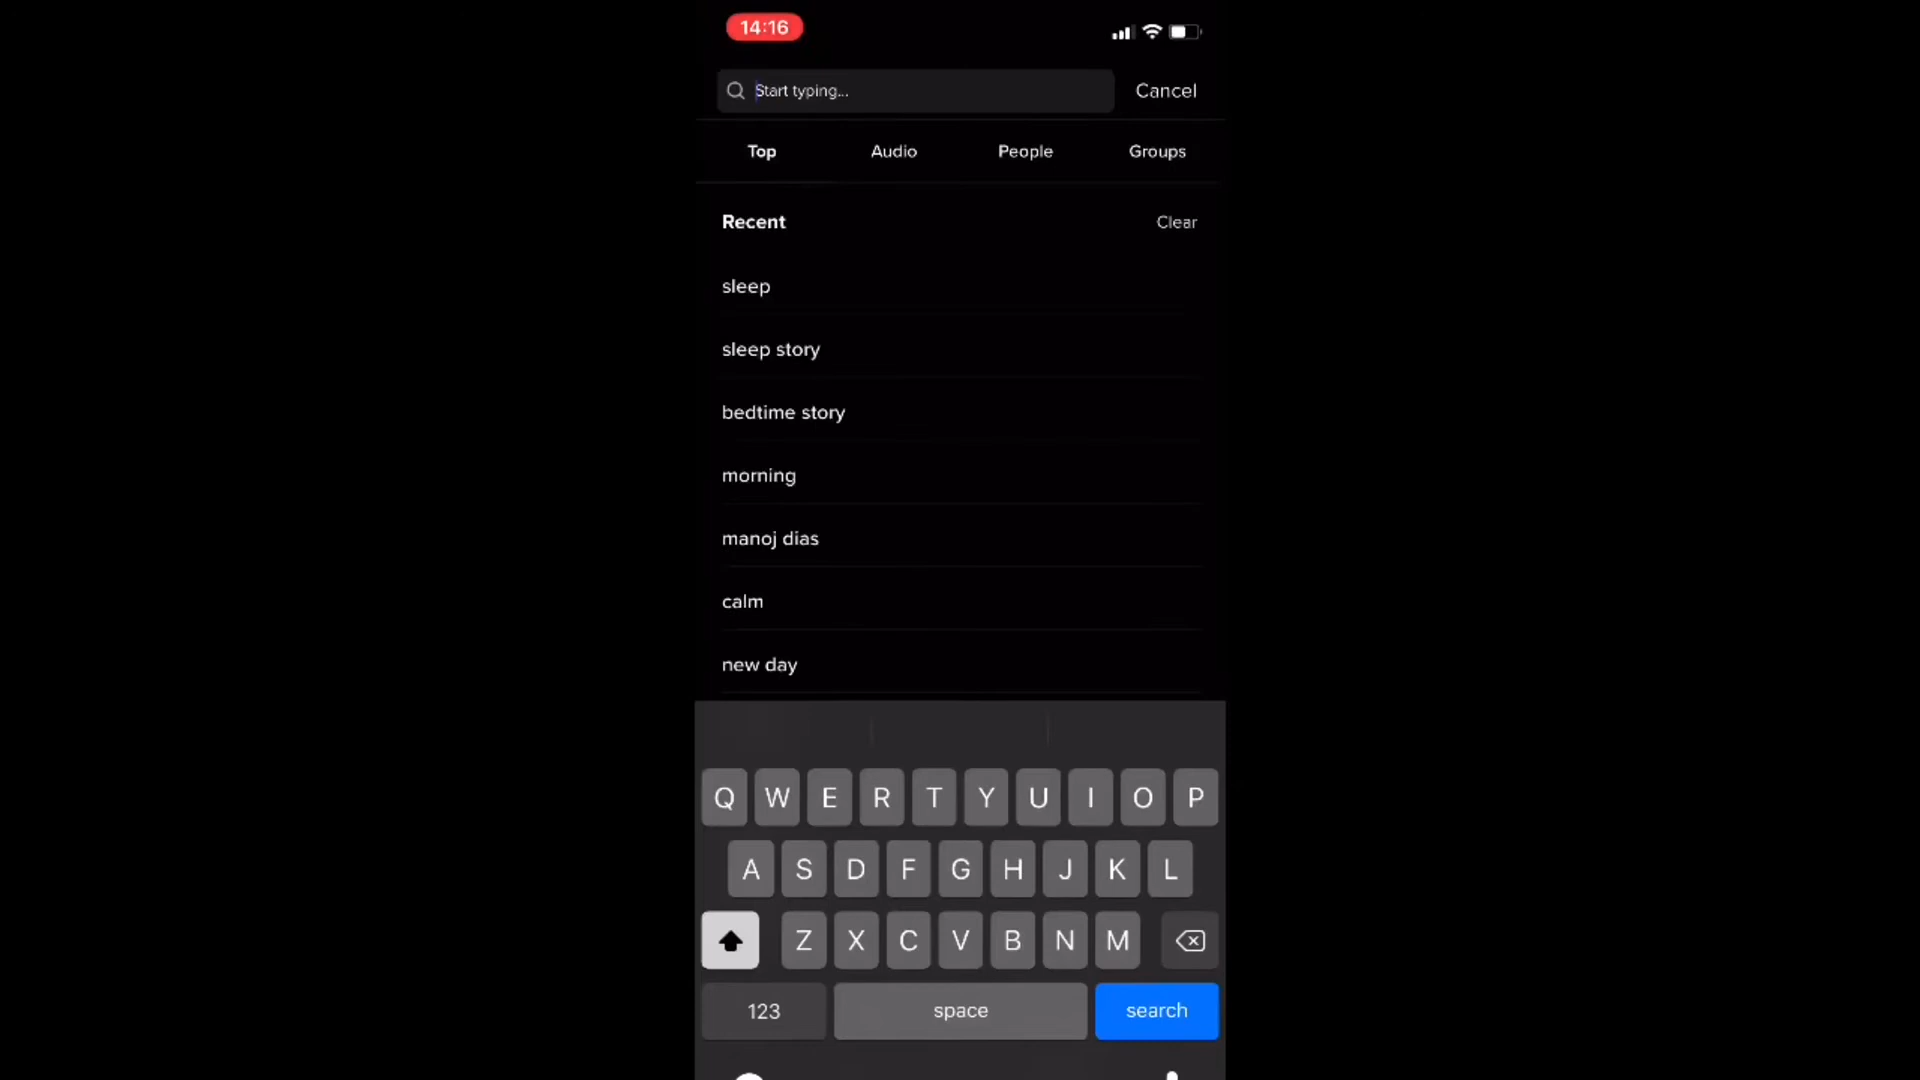 14:16
Start typing... Cancel
Top Audio People Groups
Recent Clear
sleep
sleep story
bedtime story
morning
manoj dias
calm
new day
Q W E R T Y U I O P
A S D F G H J K L
Z X C V B N M
123 space search